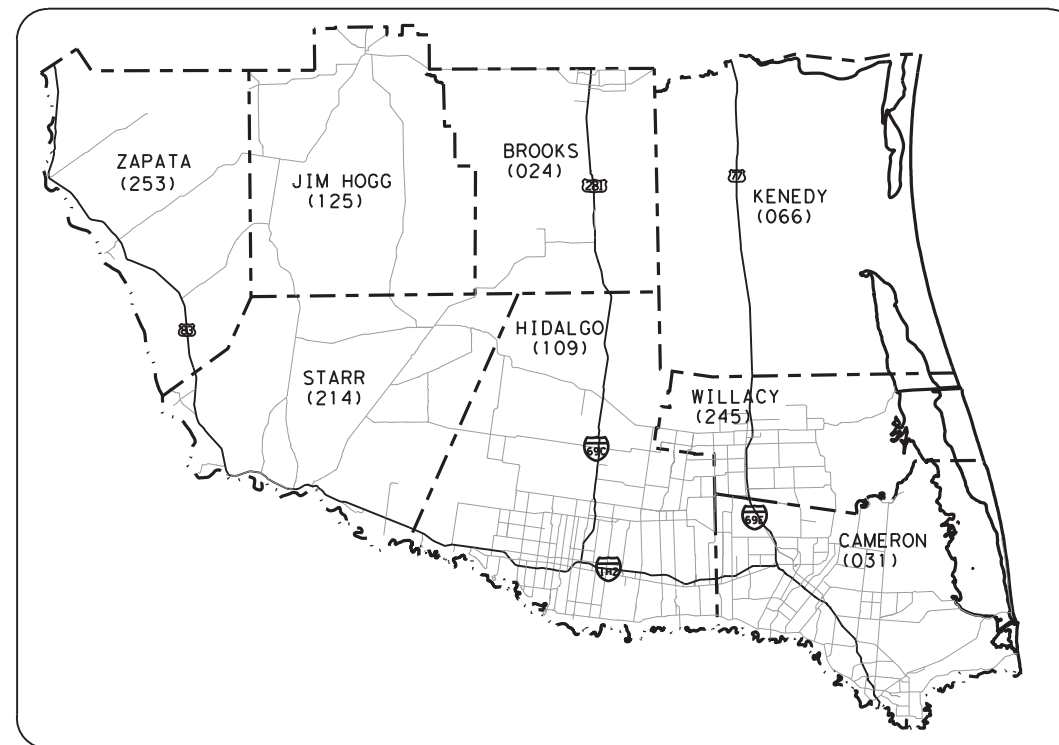 ZAPATA
(253)
JIM HOGG
(125)
BROOKS
(024)
281
77
KENEDY
(066)
83
HIDALGO
(109)
STARR
(214)
WILLACY
(245)
69C
69E
IH2
CAMERON
(031)